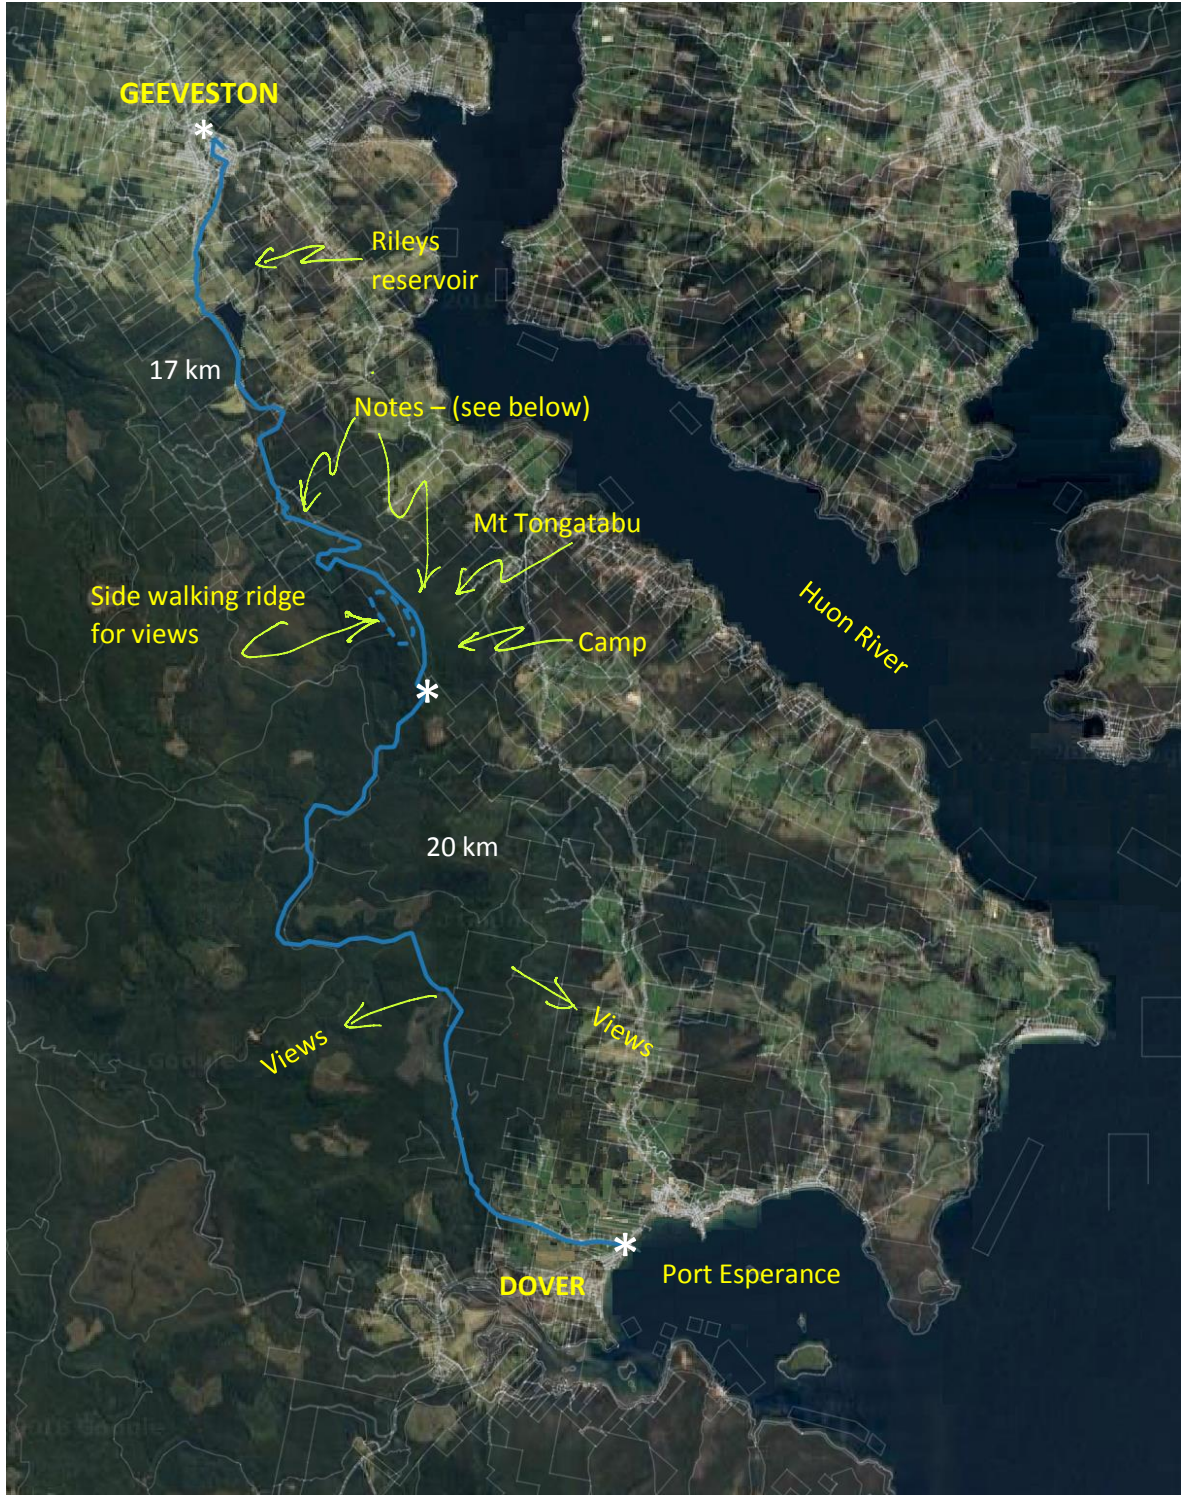 GEEVESTON
*
Rileys
reservoir
17 km
Notes – (see below)
Mt Tongatabu
Side walking ridge
for views
Camp
Huon River
*
20 km
Views
Views
*
DOVER
Port Esperance